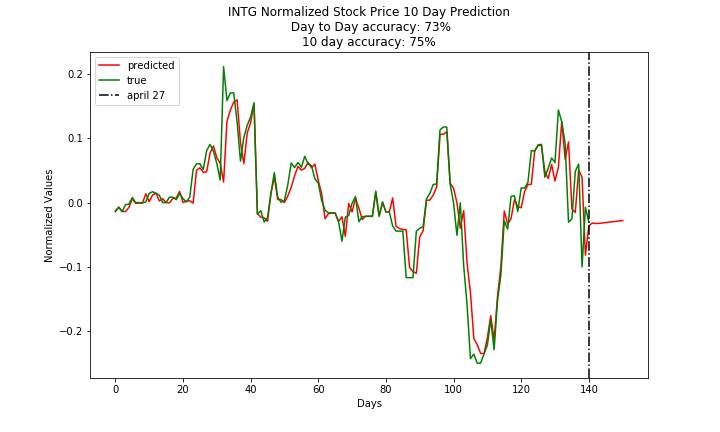 INTG Normalized Stock Price 10 Day Prediction
Day to Day accuracy: 73%
10 day accuracy: 75%
predicted
true
april 27
Normalized Values
0.2
0.1
0.0
−0.1
−0.2
0 20 40 60 80 100 120 140
Days